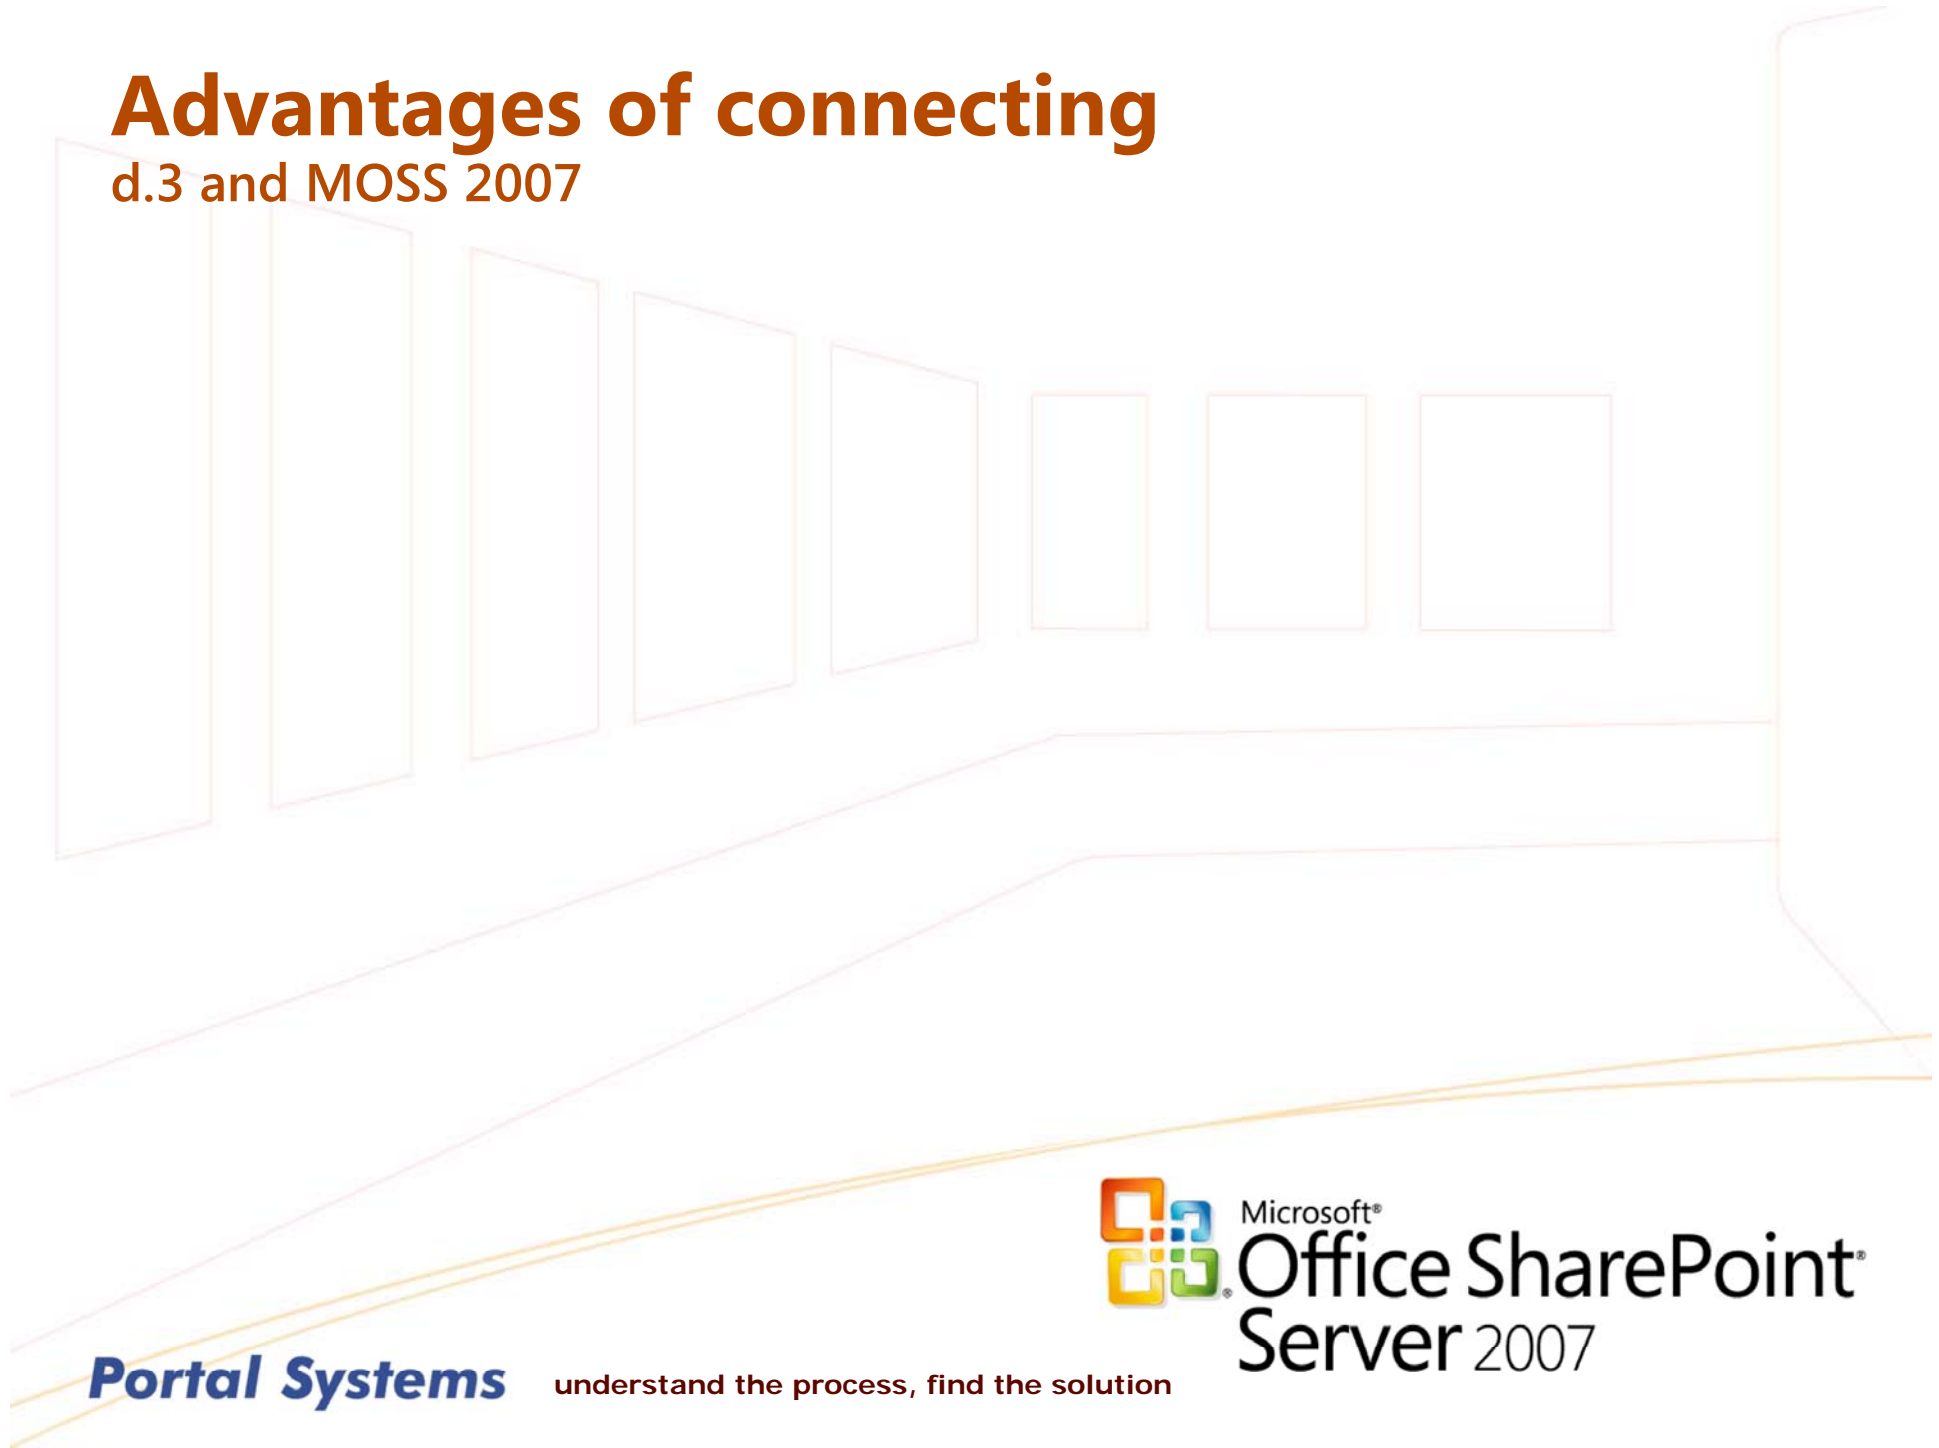 Advantages of connecting
d.3 and MOSS 2007
Microsoft®
Office SharePoint®
Server 2007
Portal Systems
understand the process, find the solution